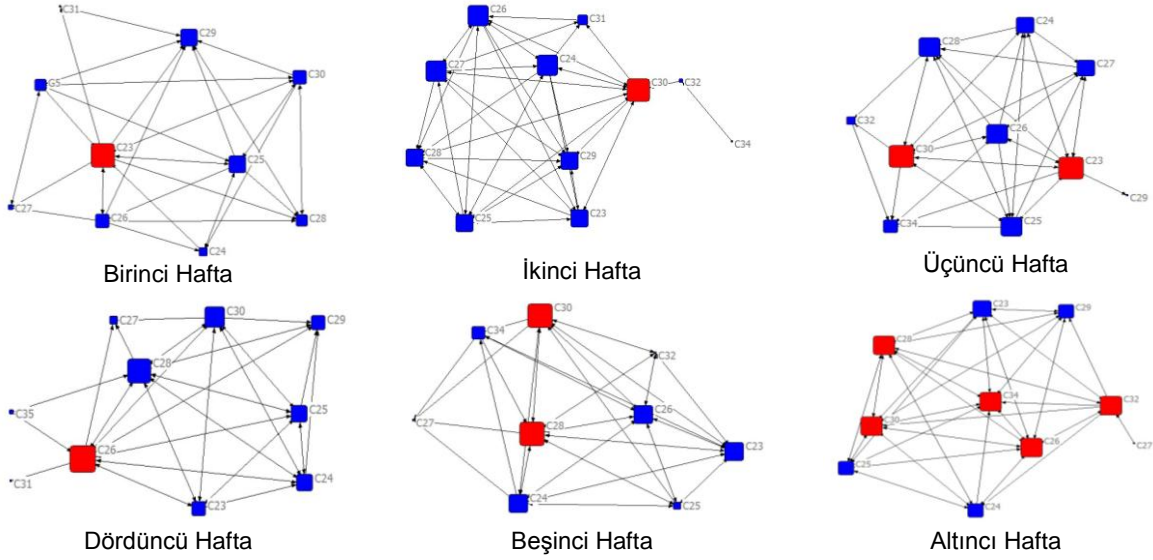 C31
C29
C30
G5
C23
C25
C27
C26
C28
C24
Birinci Hafta
C26
C31
C24
C27
C30
C32
C34
C28
C29
C25
C23
İkinci Hafta
C24
C28
C27
C32
C26
C30
C23
C29
C34
C25
Üçüncü Hafta
C27
C30
C29
C28
C35
C25
C26
C31
C24
C23
Dördüncü Hafta
C30
C34
C32
C27
C26
C28
C23
C24
C25
Beşinci Hafta
C23
C29
C28
C34
C32
C30
C26
C27
C25
C24
Altıncı Hafta